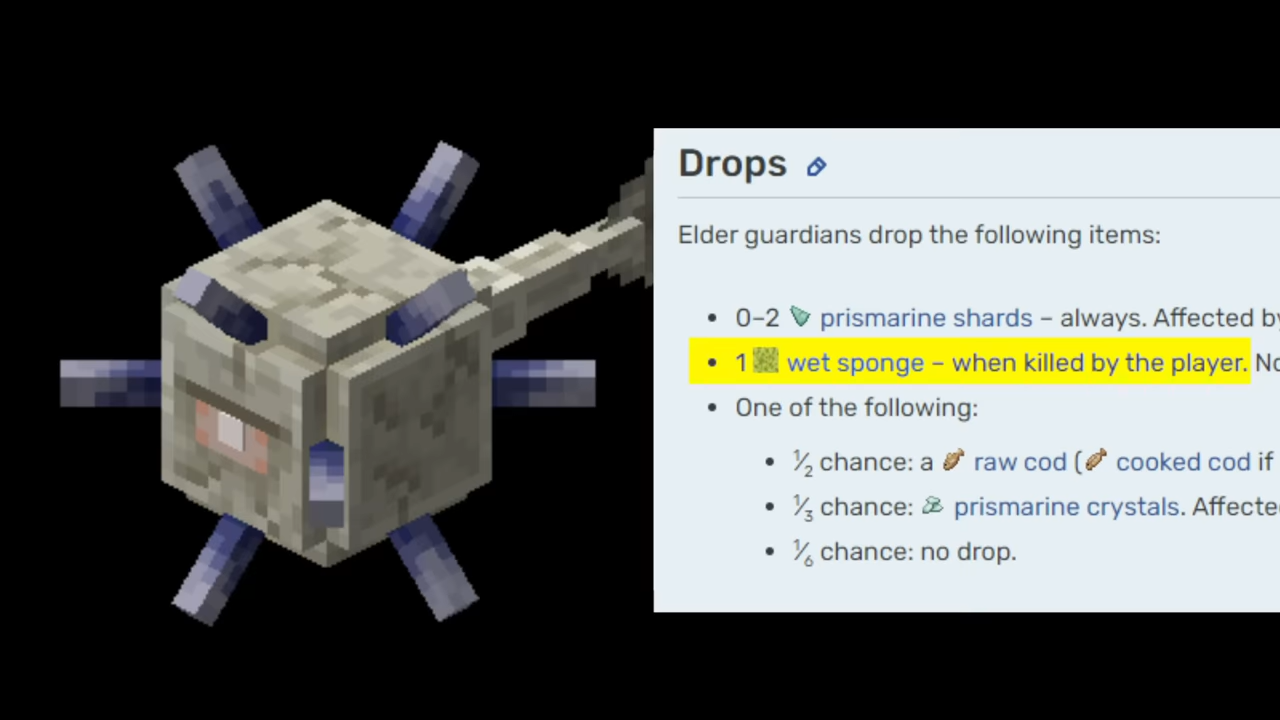 Drops
Elder guardians drop the following items:
• 0–2 prismarine shards – always. Affected by
• 1 wet sponge – when killed by the player. No
• One of the following:
• 1⁄2 chance: a raw cod (cooked cod if
• 1⁄3 chance: prismarine crystals. Affected
• 1⁄6 chance: no drop.